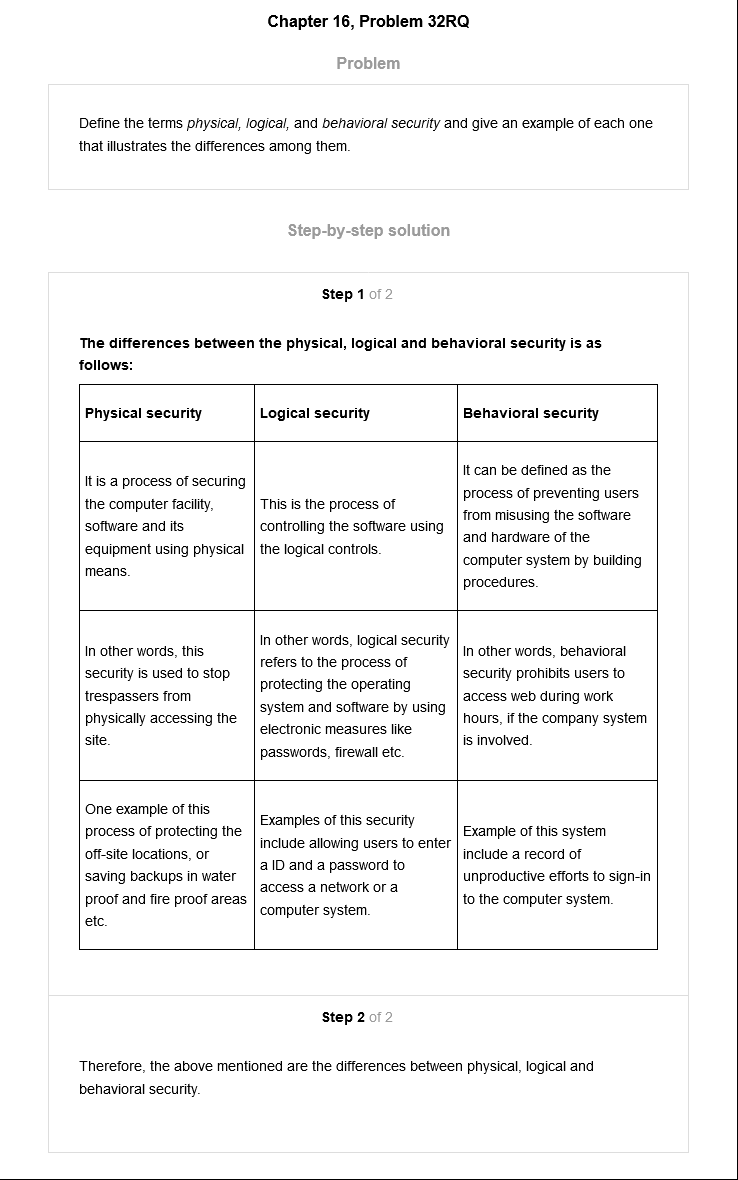 Chapter 16, Problem 32RQ
Problem
Define the terms physical, logical, and behavioral security and give an example of each one
that illustrates the differences among them.
Step-by-step solution
Step 1 of 2
The differences between the physical, logical and behavioral security is as
follows:
Physical security
Logical security
Behavioral security
It is a process of securing
the computer facility,
software and its
equipment using physical
means.
This is the process of
controlling the software using
the logical controls.
It can be defined as the
process of preventing users
from misusing the software
and hardware of the
computer system by building
procedures.
In other words, this
security is used to stop
trespassers from
physically accessing the
site.
In other words, logical security
refers to the process of
protecting the operating
system and software by using
electronic measures like
passwords, firewall etc.
In other words, behavioral
security prohibits users to
access web during work
hours, if the company system
is involved.
One example of this
process of protecting the
off-site locations, or
saving backups in water
proof and fire proof areas
etc.
Examples of this security
include allowing users to enter
a ID and a password to
access a network or a
computer system.
Example of this system
include a record of
unproductive efforts to sign-in
to the computer system.
Step 2 of 2
Therefore, the above mentioned are the differences between physical, logical and
behavioral security.